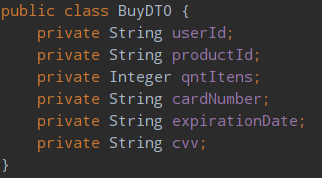 public class BuyDTO {
    private String userId;
    private String productId;
    private Integer qntItens;
    private String cardNumber;
    private String expirationDate;
    private String cvv;
}